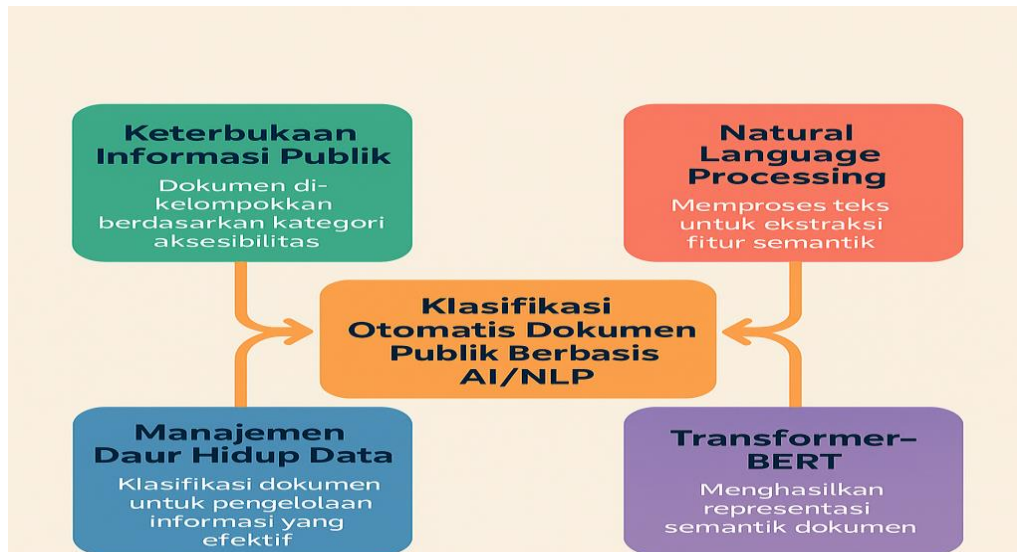 Keterbukaan
Informasi Publik
Dokumen di-
kelompokkan
berdasarkan kategori
aksesibilitas
Natural
Language
Processing
Memproses teks
untuk ekstraksi
fitur semantik
Klasifikasi
Otomatis Dokumen
Publik Berbasis
AI/NLP
Manajemen
Daur Hidup Data
Klasifikasi dokumen
untuk pengelolaan
informasi yang
efektif
Transformer–
BERT
Menghasilkan
representasi
semantik dokumen